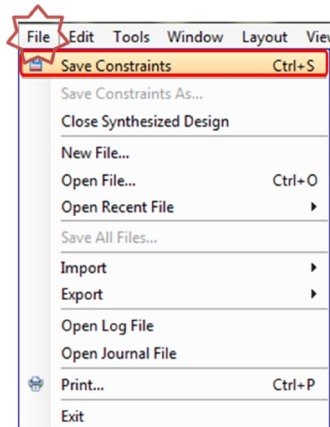 File Edit Tools Window Layout
Save Constraints Ctrl+S
Save Constraints As...
Close Synthesized Design
New File...
Open File... Ctrl+O
Open Recent File
Save All Files...
Import
Export
Open Log File
Open Journal File
Print... Ctrl+P
Exit